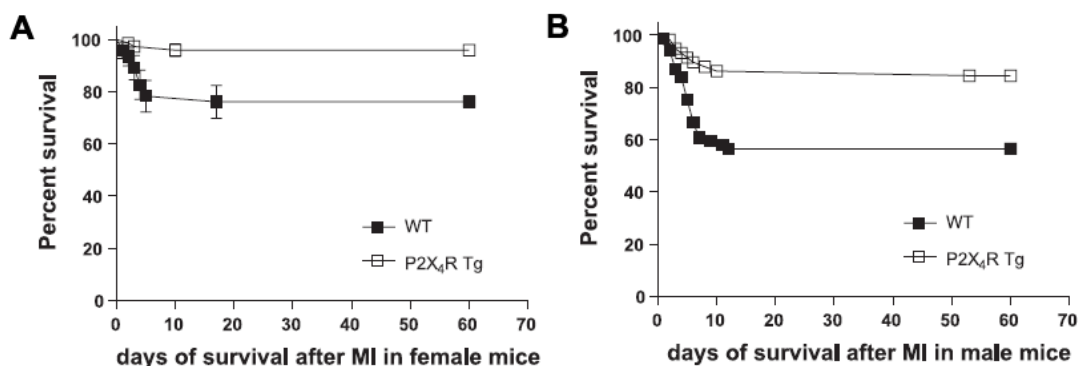 A
Percent survival
100
80
60
40
20
0
WT
P2X₄R Tg
0 10 20 30 40 50 60 70
days of survival after MI in female mice
B
Percent survival
100
80
60
40
20
0
WT
P2X₄R Tg
0 10 20 30 40 50 60 70
days of survival after MI in male mice